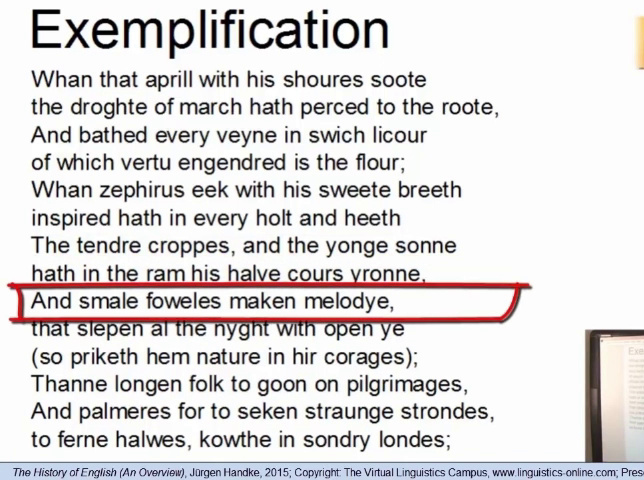 Exemplification
Whan that aprill with his shoures soote
the droghte of march hath perced to the roote,
And bathed every veyne in swich licour
of which vertu engendred is the flour;
Whan zephirus eek with his sweete breeth
inspired hath in every holt and heeth
The tendre croppes, and the yonge sonne
hath in the ram his halve cours yronne,
And smale foweles maken melodye,
that slepen al the nyght with open ye
(so priketh hem nature in hir corages);
Thanne longen folk to goon on pilgrimages,
And palmeres for to seken straunge strondes,
to ferne halwes, kowthe in sondry londes;
The History of English (An Overview), Jürgen Handke, 2015; Copyright: The Virtual Linguistics Campus, www.linguistics-online.com; Pres